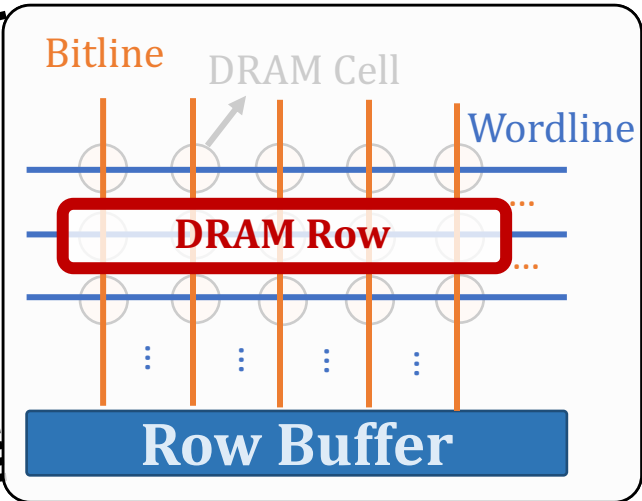 Bitline
DRAM Cell
Wordline
...
DRAM Row
...
Row Buffer